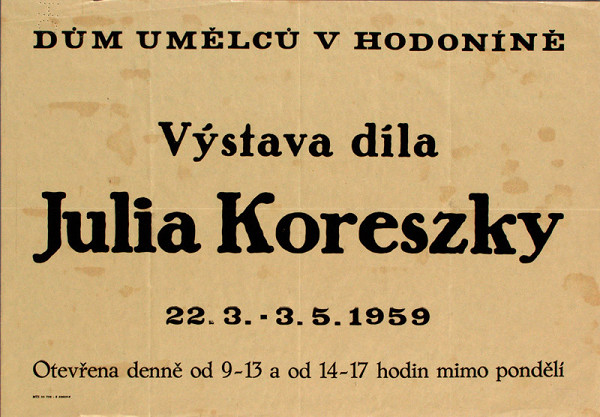 DŮM UMĚLCŮ V HODONÍNĚ
Výstava díla
Julia Koreszky
22. 3. - 3. 5. 1959
Otevřena denně od 9-13 a od 14-17 hodin mimo pondělí